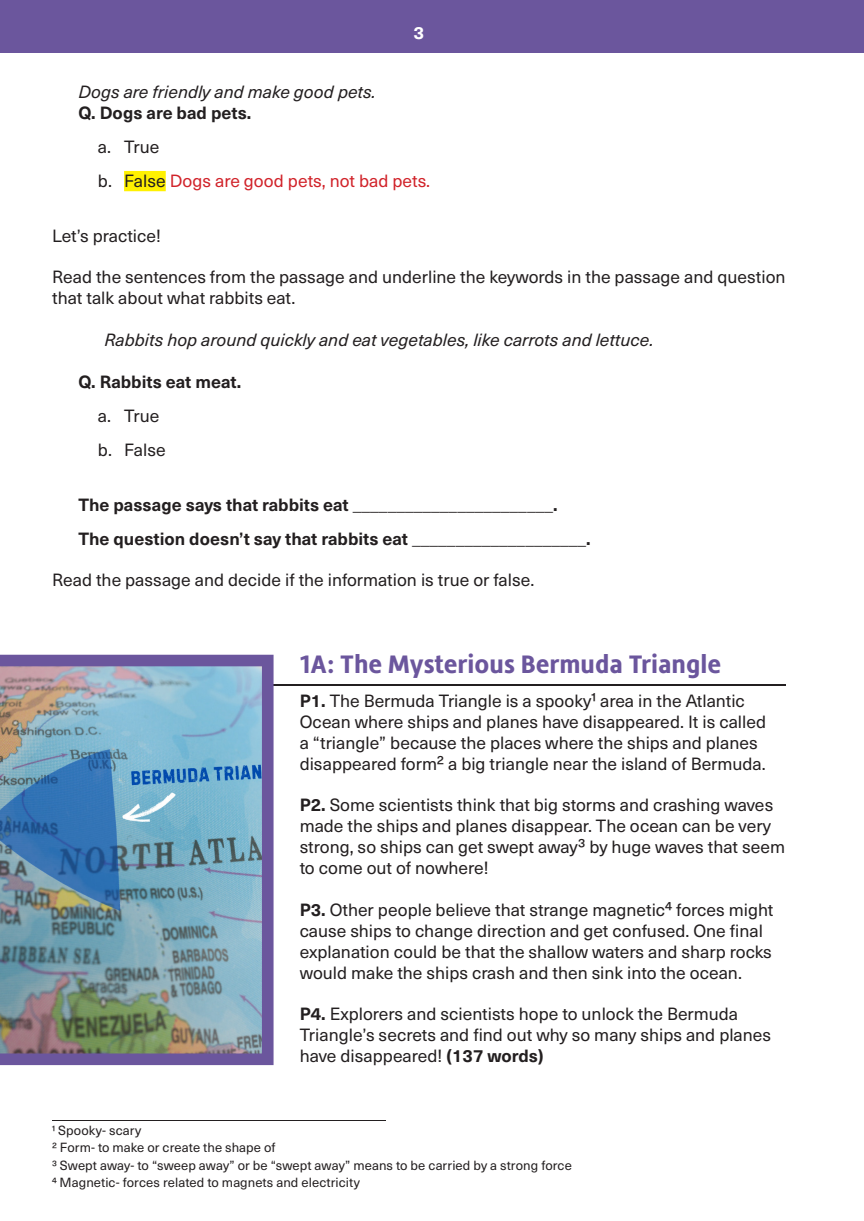 3
Dogs are friendly and make good pets.
Q. Dogs are bad pets.
a. True
b. False Dogs are good pets, not bad pets.
Let’s practice!
Read the sentences from the passage and underline the keywords in the passage and question
that talk about what rabbits eat.
Rabbits hop around quickly and eat vegetables, like carrots and lettuce.
Q. Rabbits eat meat.
a. True
b. False
The passage says that rabbits eat ______________________.
The question doesn’t say that rabbits eat ___________________.
Read the passage and decide if the information is true or false.
1A: The Mysterious Bermuda Triangle
P1. The Bermuda Triangle is a spooky¹ area in the Atlantic
Ocean where ships and planes have disappeared. It is called
a “triangle” because the places where the ships and planes
disappeared form² a big triangle near the island of Bermuda.
P2. Some scientists think that big storms and crashing waves
made the ships and planes disappear. The ocean can be very
strong, so ships can get swept away³ by huge waves that seem
to come out of nowhere!
P3. Other people believe that strange magnetic⁴ forces might
cause ships to change direction and get confused. One final
explanation could be that the shallow waters and sharp rocks
would make the ships crash and then sink into the ocean.
P4. Explorers and scientists hope to unlock the Bermuda
Triangle’s secrets and find out why so many ships and planes
have disappeared! (137 words)
Boston
New York
Washington D.C.
Bermuda
(U.K.)
cksonville
BERMUDA TRIAN
BAHAMAS
NORTH ATLA
BA
PUERTO RICO (U.S.)
HAITI
ICA
DOMINICAN
REPUBLIC
DOMINICA
RIBBEAN SEA
BARBADOS
GRENADA
TRINIDAD
& TOBAGO
Caracas
VENEZUELA
GUYANA
FREN
¹ Spooky- scary
² Form- to make or create the shape of
³ Swept away- to “sweep away” or be “swept away” means to be carried by a strong force
⁴ Magnetic- forces related to magnets and electricity